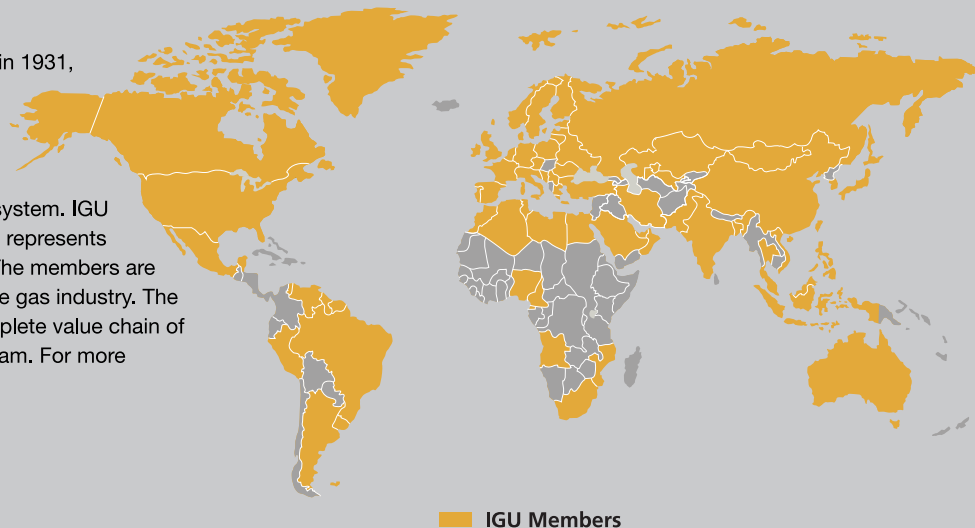 in 1931,
system. IGU
represents
The members are
e gas industry. The
plete value chain of
am. For more
IGU Members